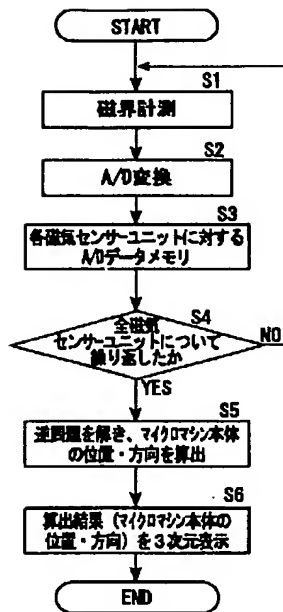 START
S1
磁界計測
S2
A/D変換
S3
各磁気センサーユニットに対する
A/Dデータメモリ
S4
全磁気
センサーユニットについて
繰り返したか
NO
YES
S5
逆問題を解き、マイクロマシン本体
の位置・方向を算出
S6
算出結果（マイクロマシン本体の
位置・方向）を3次元表示
END